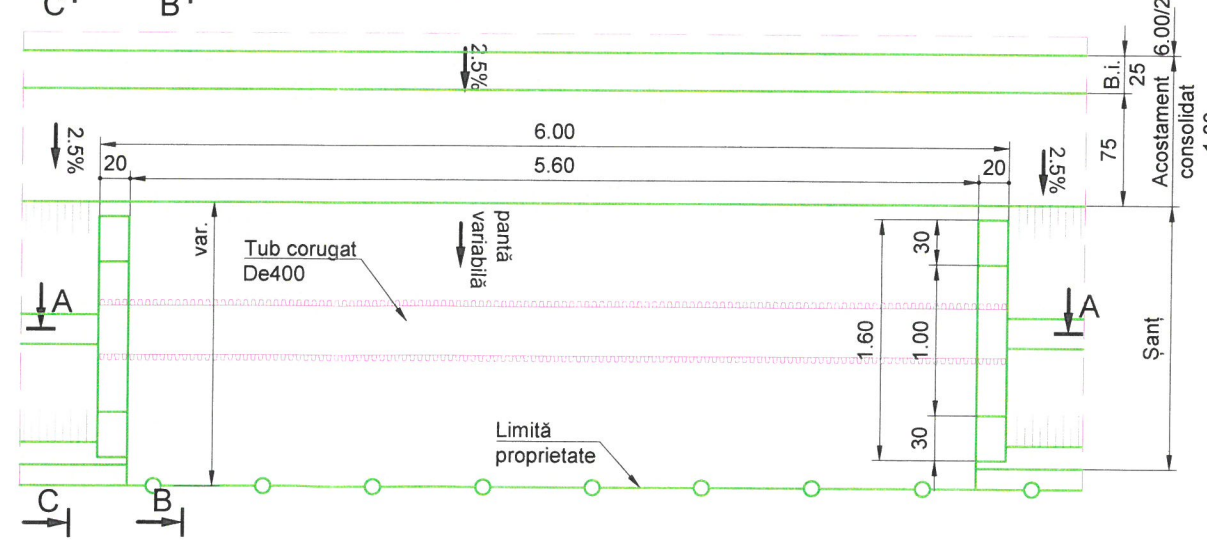 C B
6.00/2
2.5%
B.i.
25
Acostament
consolidat
75
2.5%
6.00
2.5%
20
5.60
20
var.
pantă
variabilă
Tub corugat
De400
30
A
A
1.60
1.00
Șanț
Limită
proprietate
30
C
B